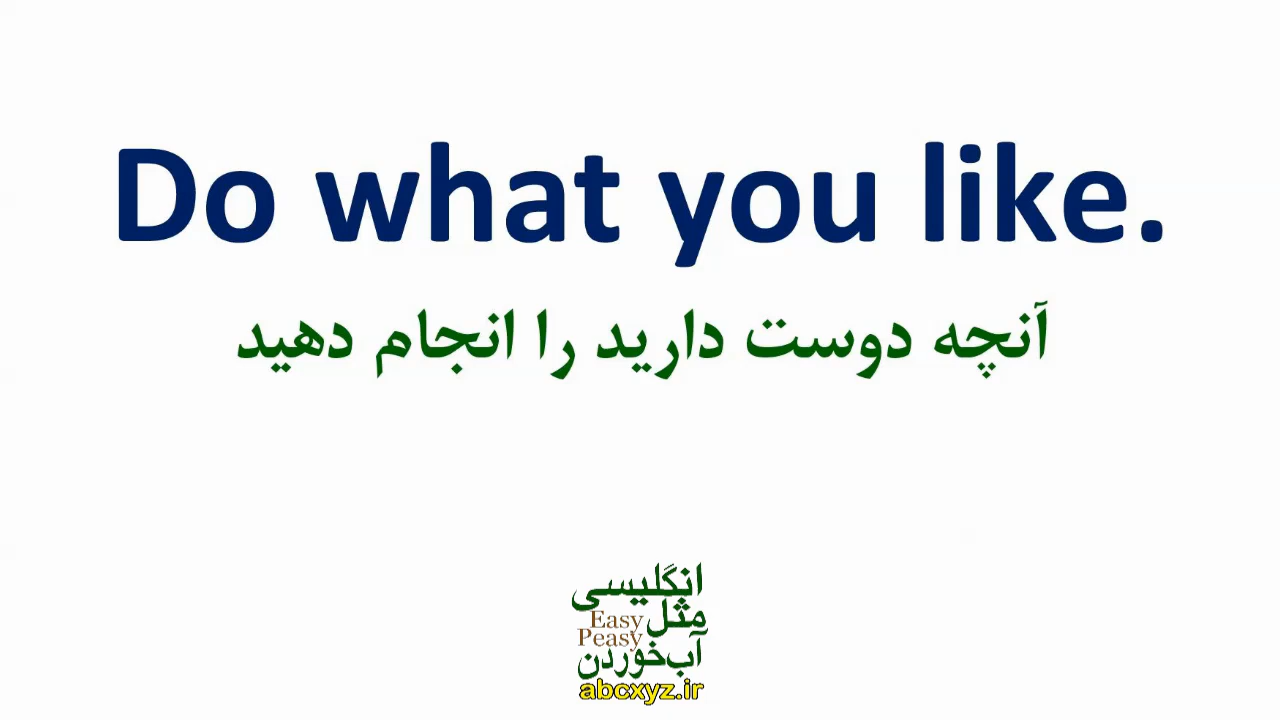 Do what you like.
آنچه دوست دارید را انجام دهید
انگلیسی
مثل Easy
Peasy
آب‌خوردن
abcxyz.ir